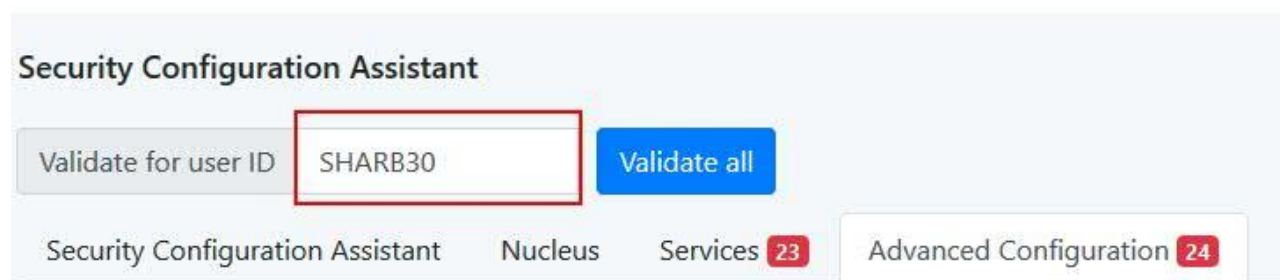 Security Configuration Assistant
Validate for user ID SHARB30 Validate all
Security Configuration Assistant Nucleus Services 23 Advanced Configuration 24